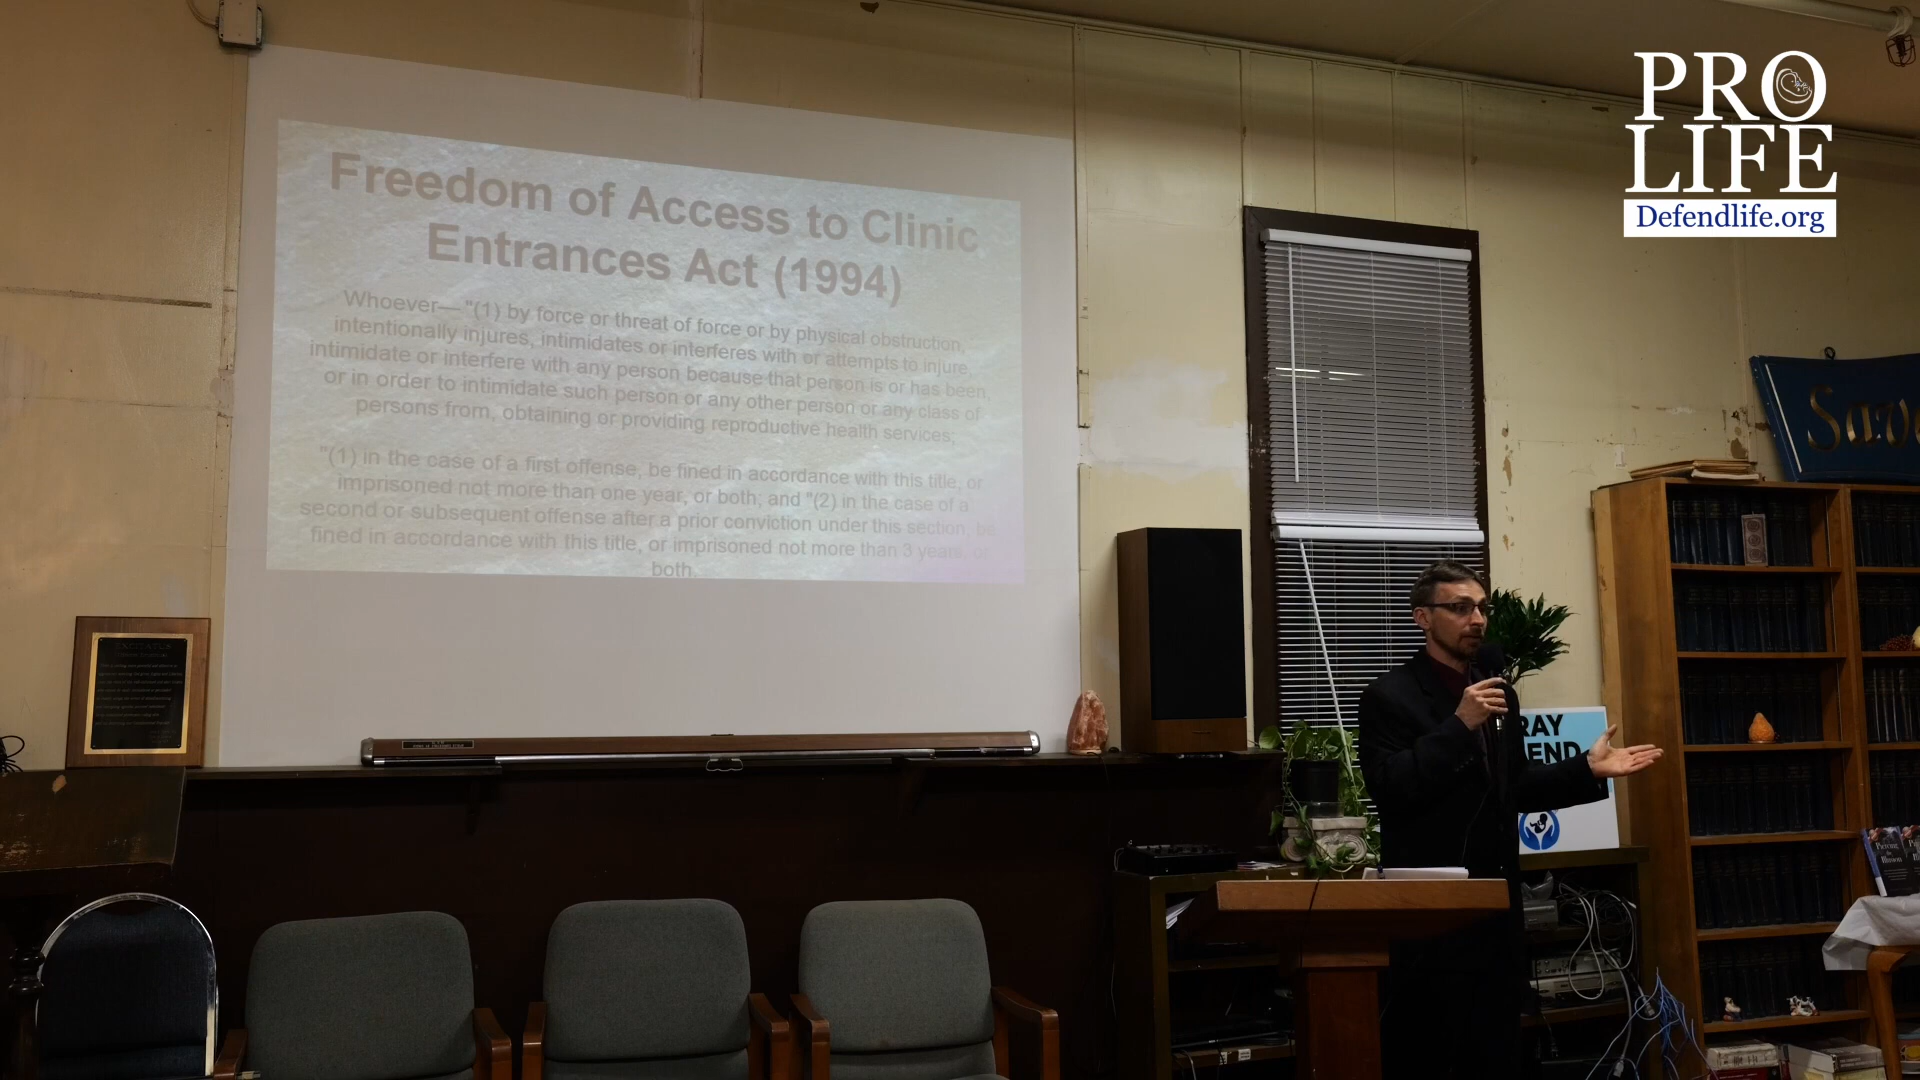 PRO
LIFE
Defendlife.org
Freedom of Access to Clinic
Entrances Act (1994)
Whoever— "(1) by force or threat of force or by physical obstruction,
intentionally injures, intimidates or interferes with or attempts to injure,
intimidate or interfere with any person because that person is or has been,
or in order to intimidate such person or any other person or any class of
persons from, obtaining or providing reproductive health services;
"(1) in the case of a first offense, be fined in accordance with this title, or
imprisoned not more than one year, or both; and "(2) in the case of a
second or subsequent offense after a prior conviction under this section, be
fined in accordance with this title, or imprisoned not more than 3 years, or
both.
Sav
RAY
END
EXCITATUS
Piercing
Illusion